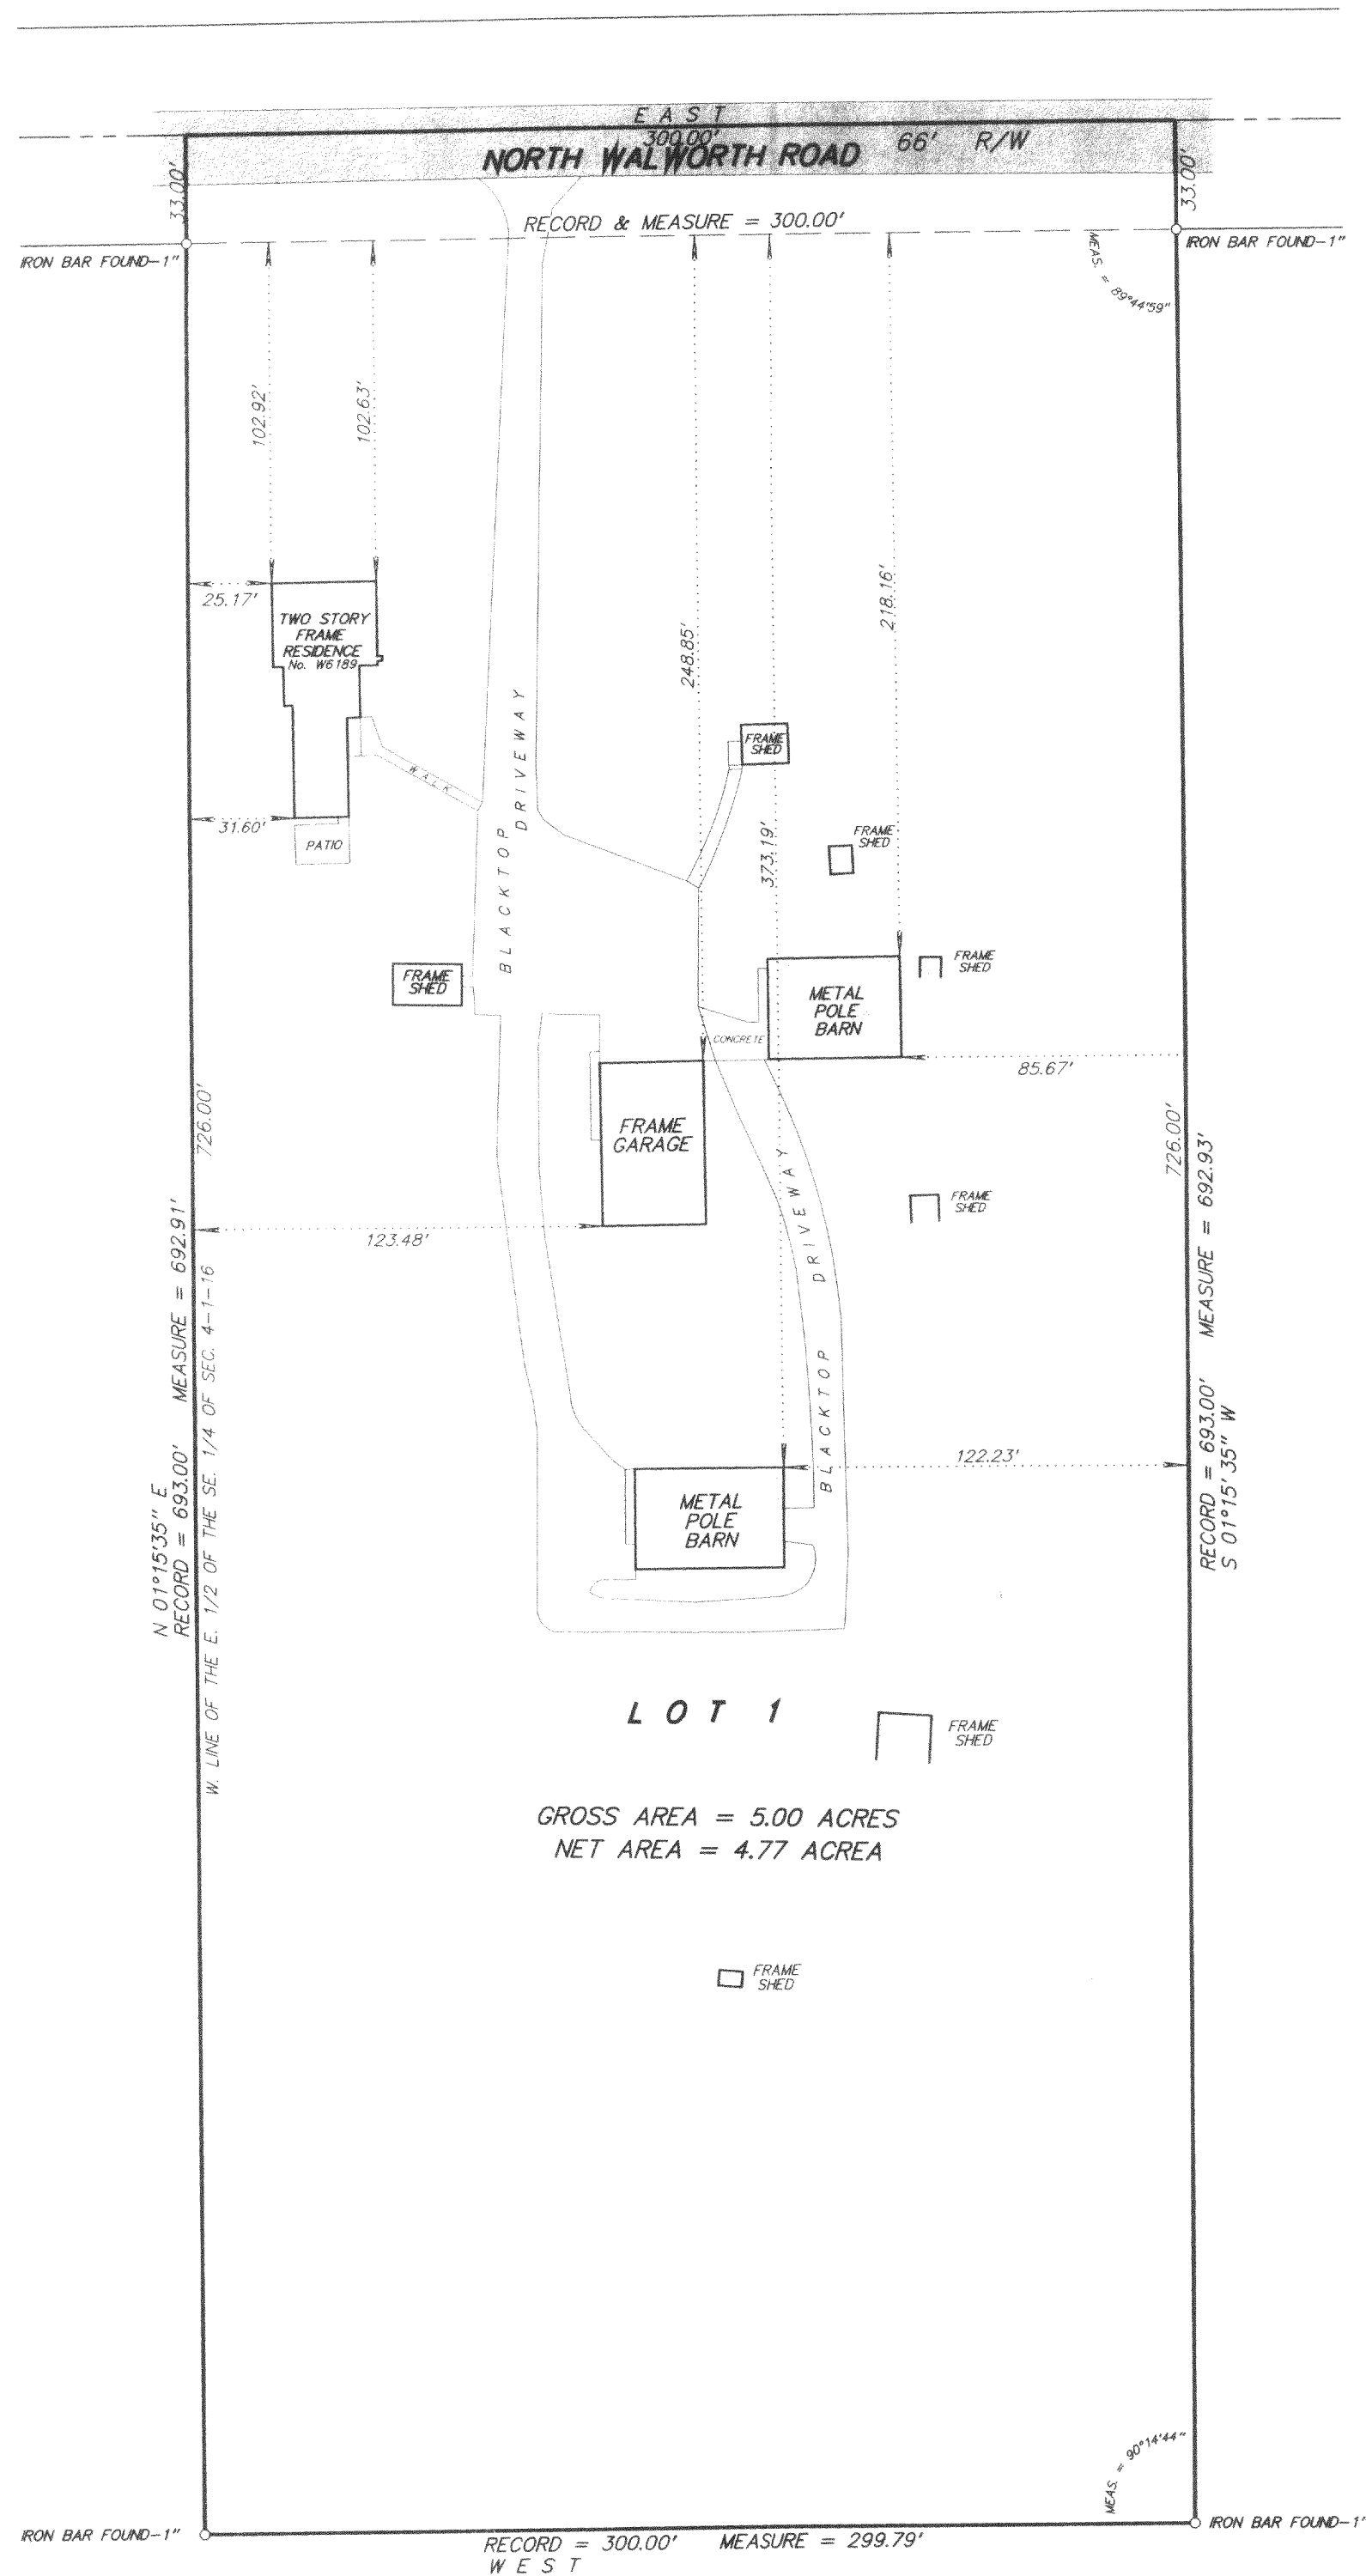 EAST
300.00'
NORTH WALWORTH ROAD 66' R/W
33.00'
33.00'
RECORD & MEASURE = 300.00'
IRON BAR FOUND-1"
IRON BAR FOUND-1"
MEAS. = 89°44'59"
102.92'
102.63'
25.17'
TWO STORY
FRAME
RESIDENCE
No. W6189
248.85'
218.16'
BLACKTOP DRIVEWAY
FRAME
SHED
WALK
31.60'
PATIO
373.19'
FRAME
SHED
FRAME
SHED
FRAME
SHED
METAL
POLE
BARN
CONCRETE
85.67'
FRAME
GARAGE
726.00'
726.00'
FRAME
SHED
123.48'
BLACKTOP DRIVEWAY
N 01°15'35" E
RECORD = 693.00' MEASURE = 692.91'
W. LINE OF THE E. 1/2 OF THE SE. 1/4 OF SEC. 4-1-16
RECORD = 693.00' MEASURE = 692.93'
S 01°15'35" W
122.23'
METAL
POLE
BARN
LOT 1
FRAME
SHED
GROSS AREA = 5.00 ACRES
NET AREA = 4.77 ACREA
FRAME
SHED
MEAS. = 90°14'44"
IRON BAR FOUND-1"
IRON BAR FOUND-1'
RECORD = 300.00' MEASURE = 299.79'
WEST